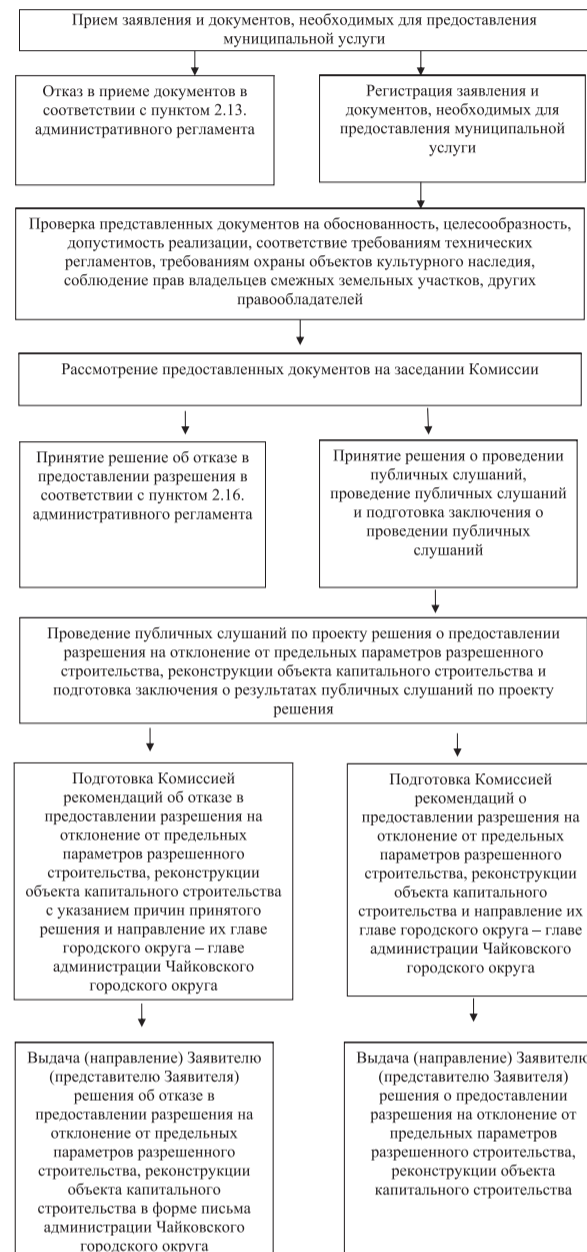 Прием заявления и документов, необходимых для предоставления
муниципальной услуги
Отказ в приеме документов в
соответствии с пунктом 2.13.
административного регламента
Регистрация заявления и
документов, необходимых для
предоставления муниципальной
услуги
Проверка представленных документов на обоснованность, целесообразность,
допустимость реализации, соответствие требованиям технических
регламентов, требованиям охраны объектов культурного наследия,
соблюдение прав владельцев смежных земельных участков, других
правообладателей
Рассмотрение предоставленных документов на заседании Комиссии
Принятие решение об отказе в
предоставлении разрешения в
соответствии с пунктом 2.16.
административного регламента
Принятие решения о проведении
публичных слушаний,
проведение публичных слушаний
и подготовка заключения о
проведении публичных
слушаний
Проведение публичных слушаний по проекту решения о предоставлении
разрешения на отклонение от предельных параметров разрешенного
строительства, реконструкции объекта капитального строительства и
подготовка заключения о результатах публичных слушаний по проекту
решения
Подготовка Комиссией
рекомендаций об отказе в
предоставлении разрешения на
отклонение от предельных
параметров разрешенного
строительства, реконструкции
объекта капитального строительства
с указанием причин принятого
решения и направление их главе
городского округа – главе
администрации Чайковского
городского округа
Подготовка Комиссией
рекомендаций о
предоставлении разрешения на
отклонение от предельных
параметров разрешенного
строительства, реконструкции
объекта капитального
строительства и направление их
главе городского округа – главе
администрации Чайковского
городского округа
Выдача (направление) Заявителю
(представителю Заявителя)
решения об отказе в
предоставлении разрешения на
отклонение от предельных
параметров разрешенного
строительства, реконструкции
объекта капитального
строительства в форме письма
администрации Чайковского
городского округа
Выдача (направление) Заявителю
(представителю Заявителя)
решения о предоставлении
разрешения на отклонение от
предельных параметров
разрешенного строительства,
реконструкции объекта
капитального строительства